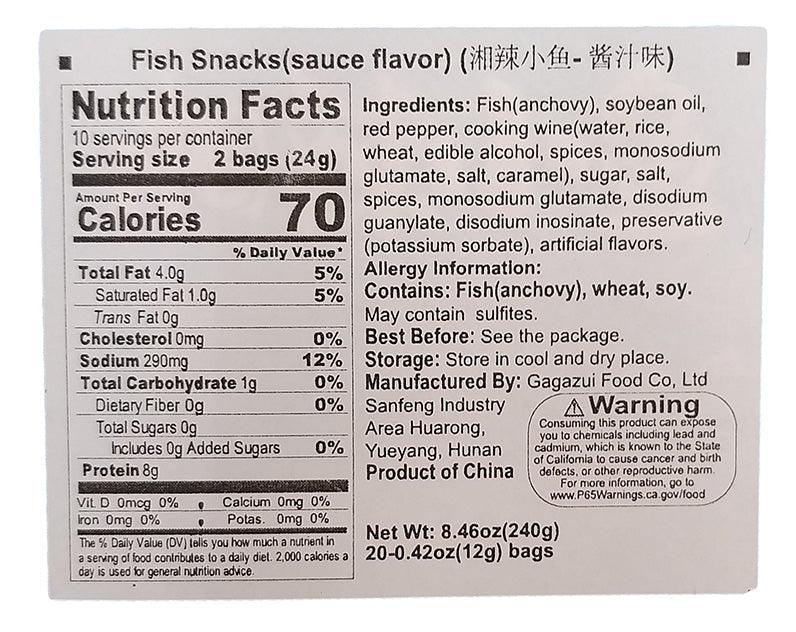 Fish Snacks(sauce flavor) (湘辣小鱼- 酱汁味)
Nutrition Facts
10 servings per container
Serving size 2 bags (24g)
Amount Per Serving
Calories 70
% Daily Value*
Total Fat 4.0g 5%
Saturated Fat 1.0g 5%
Trans Fat 0g
Cholesterol 0mg 0%
Sodium 290mg 12%
Total Carbohydrate 1g 0%
Dietary Fiber 0g 0%
Total Sugars 0g
Includes 0g Added Sugars 0%
Protein 8g
Vit. D 0mcg 0% • Calcium 0mg 0%
Iron 0mg 0% • Potas. 0mg 0%
The % Daily Value (DV) tells you how much a nutrient in
a serving of food contributes to a daily diet. 2,000 calories a
day is used for general nutrition advice.
Ingredients: Fish(anchovy), soybean oil,
red pepper, cooking wine(water, rice,
wheat, edible alcohol, spices, monosodium
glutamate, salt, caramel), sugar, salt,
spices, monosodium glutamate, disodium
guanylate, disodium inosinate, preservative
(potassium sorbate), artificial flavors.
Allergy Information:
Contains: Fish(anchovy), wheat, soy.
May contain sulfites.
Best Before: See the package.
Storage: Store in cool and dry place.
Manufactured By: Gagazui Food Co, Ltd
Sanfeng Industry
Area Huarong,
Yueyang, Hunan
Product of China
⚠ Warning
Consuming this product can expose
you to chemicals including lead and
cadmium, which is known to the State
of California to cause cancer and birth
defects, or other reproductive harm.
For more information, go to
www.P65Warnings.ca.gov/food
Net Wt: 8.46oz(240g)
20-0.42oz(12g) bags